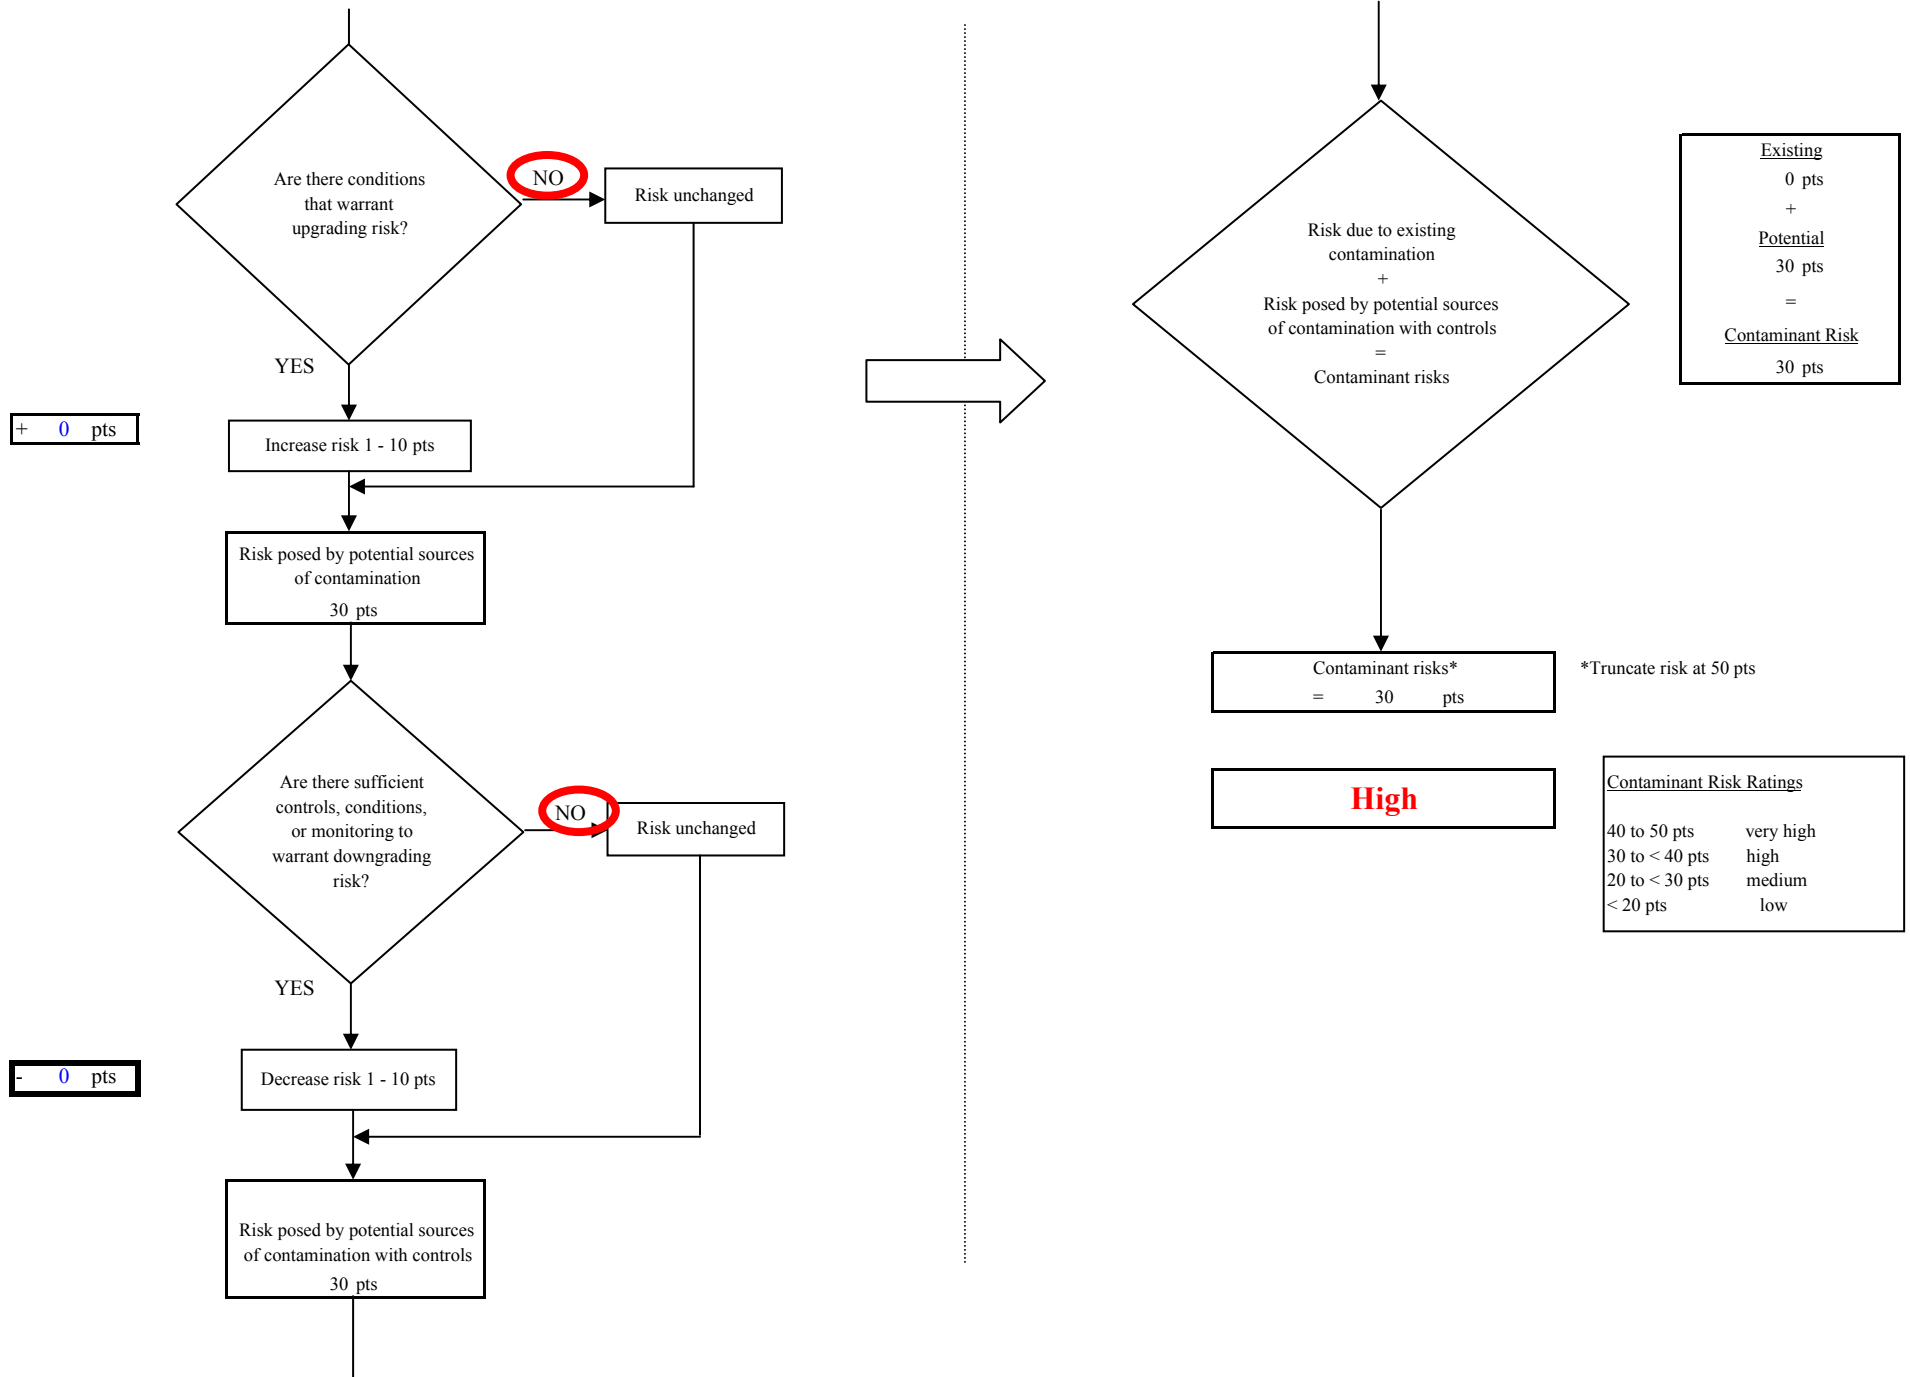 Are there conditions
that warrant
upgrading risk?
NO
Risk unchanged
YES
+ 0 pts
Increase risk 1 - 10 pts
Risk posed by potential sources
of contamination
30 pts
Are there sufficient
controls, conditions,
or monitoring to
warrant downgrading
risk?
NO
Risk unchanged
YES
- 0 pts
Decrease risk 1 - 10 pts
Risk posed by potential sources
of contamination with controls
30 pts
Risk due to existing
contamination
+
Risk posed by potential sources
of contamination with controls
=
Contaminant risks
Existing
0 pts
+
Potential
30 pts
=
Contaminant Risk
30 pts
Contaminant risks*
= 30 pts
*Truncate risk at 50 pts
High
Contaminant Risk Ratings
40 to 50 pts very high
30 to < 40 pts high
20 to < 30 pts medium
< 20 pts low